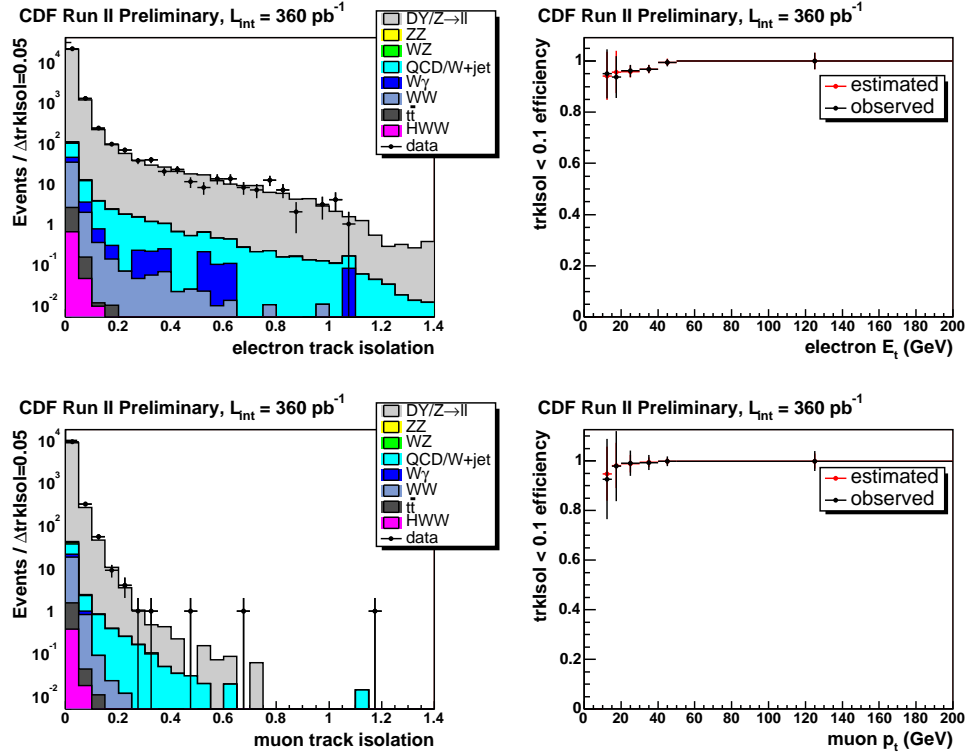 CDF Run II Preliminary, L_int = 360 pb^-1
Events / ΔtrkIsol=0.05
10^4
10^3
10^2
10
1
10^-1
10^-2
0 0.2 0.4 0.6 0.8 1 1.2 1.4
electron track isolation
DY/Z→ll
ZZ
WZ
QCD/W+jet
Wγ
WW
tt̄
HWW
data
CDF Run II Preliminary, L_int = 360 pb^-1
trkIsol < 0.1 efficiency
1
0.8
0.6
0.4
0.2
0
0 20 40 60 80 100 120 140 160 180 200
electron E_t (GeV)
estimated
observed
CDF Run II Preliminary, L_int = 360 pb^-1
Events / ΔtrkIsol=0.05
10^4
10^3
10^2
10
1
10^-1
10^-2
0 0.2 0.4 0.6 0.8 1 1.2 1.4
muon track isolation
DY/Z→ll
ZZ
WZ
QCD/W+jet
Wγ
WW
tt̄
HWW
data
CDF Run II Preliminary, L_int = 360 pb^-1
trkIsol < 0.1 efficiency
1
0.8
0.6
0.4
0.2
0
0 20 40 60 80 100 120 140 160 180 200
muon p_t (GeV)
estimated
observed